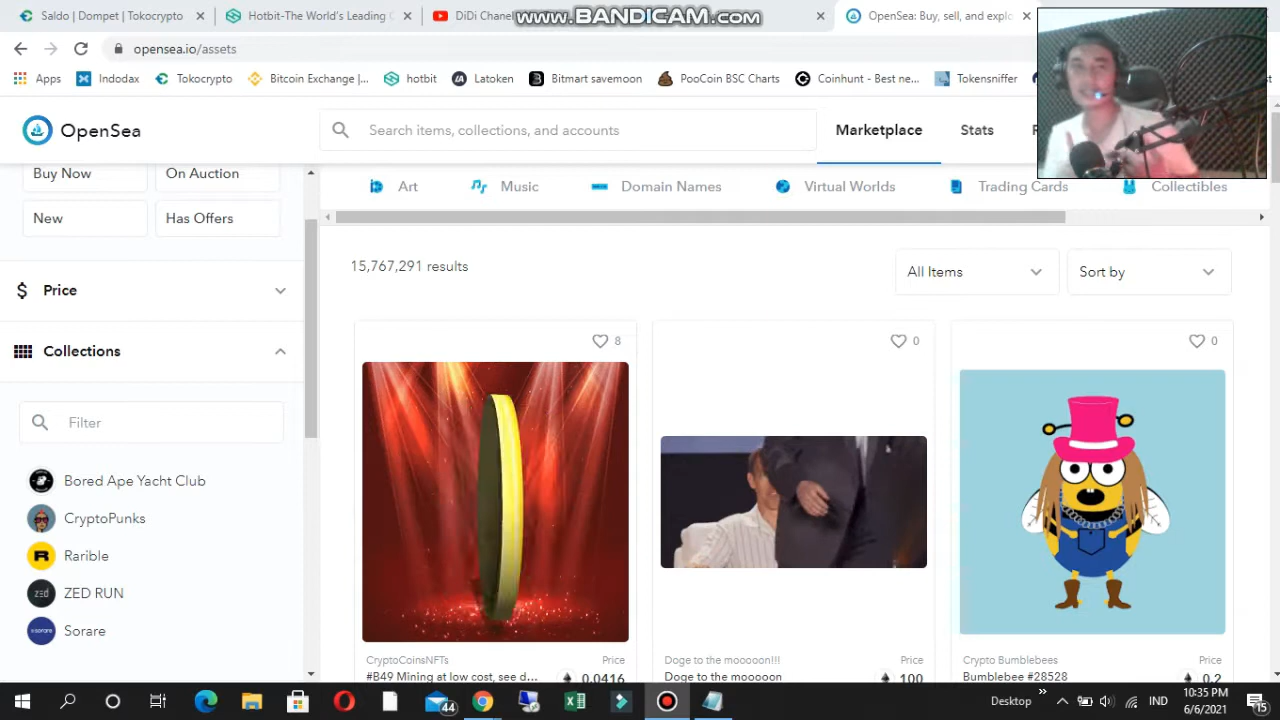 Saldo | Dompet | Tokocrypto
Hotbit-The World's Leading C
DiDi Chanel
www.BANDICAM.com
OpenSea: Buy, sell, and explo
opensea.io/assets
Apps
Indodax
Tokocrypto
Bitcoin Exchange |...
hotbit
Latoken
Bitmart savemoon
PooCoin BSC Charts
Coinhunt - Best ne...
Tokensniffer
OpenSea
Search items, collections, and accounts
Marketplace
Stats
Buy Now
On Auction
New
Has Offers
Art
Music
Domain Names
Virtual Worlds
Trading Cards
Collectibles
15,767,291 results
All Items
Sort by
$ Price
Collections
Filter
Bored Ape Yacht Club
CryptoPunks
Rarible
ZED RUN
Sorare
8
0
0
CryptoCoinsNFTs
Price
#B49 Mining at low cost, see d...
0.0416
Doge to the mooooon!!!
Price
Doge to the mooooon
100
Crypto Bumblebees
Price
Bumblebee #28528
0.2
44
Desktop
IND
10:35 PM
6/6/2021
15